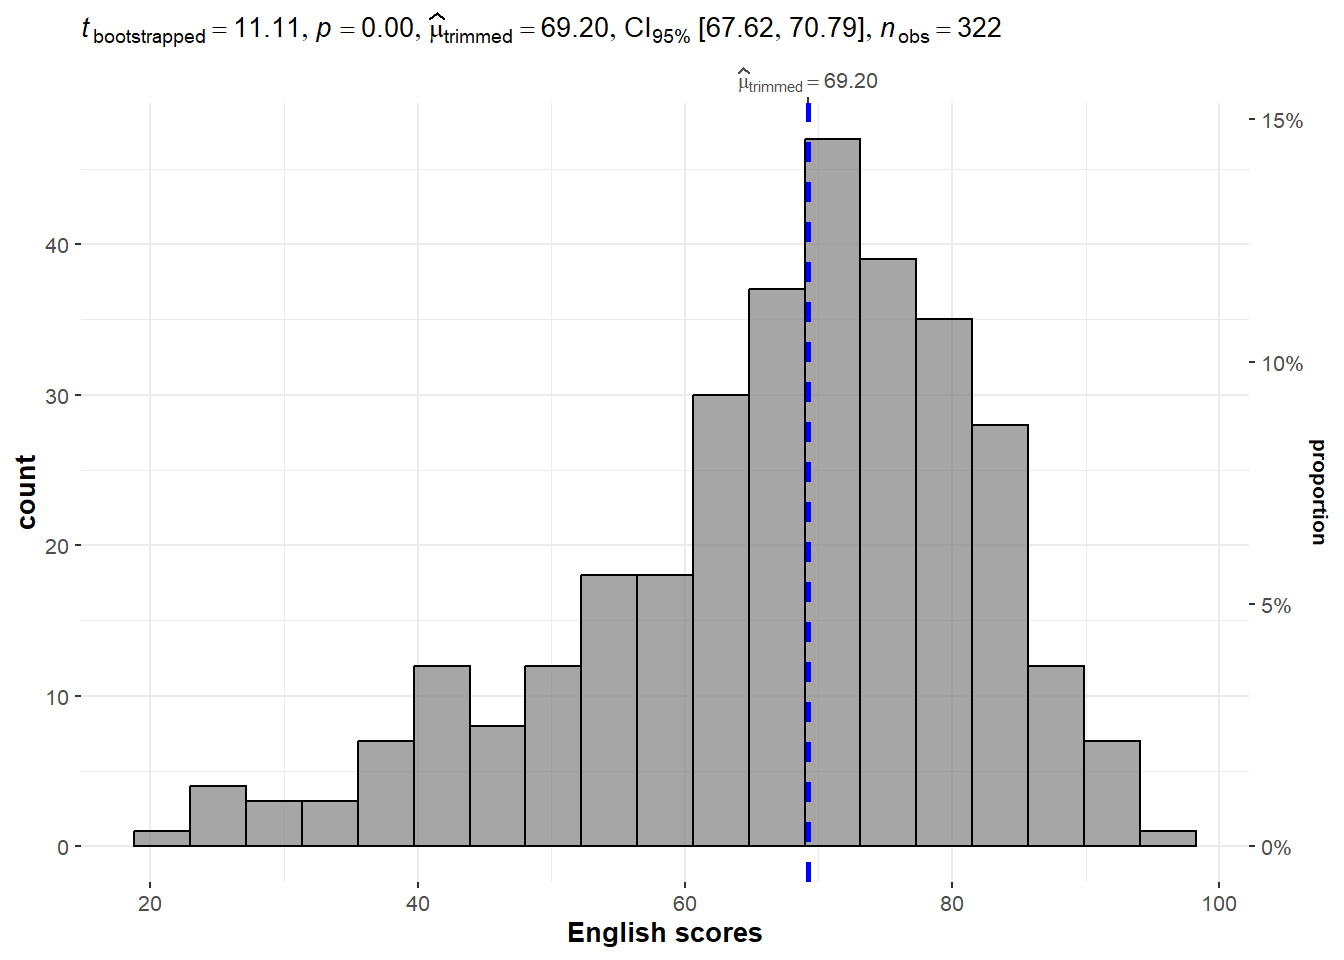 t bootstrapped = 11.11, p = 0.00, μ̂ trimmed = 69.20, CI95% [67.62, 70.79], n obs = 322
μ̂ trimmed = 69.20
15%
40
10%
30
count
proportion
20
5%
10
0
0%
20 40 60 80 100
English scores